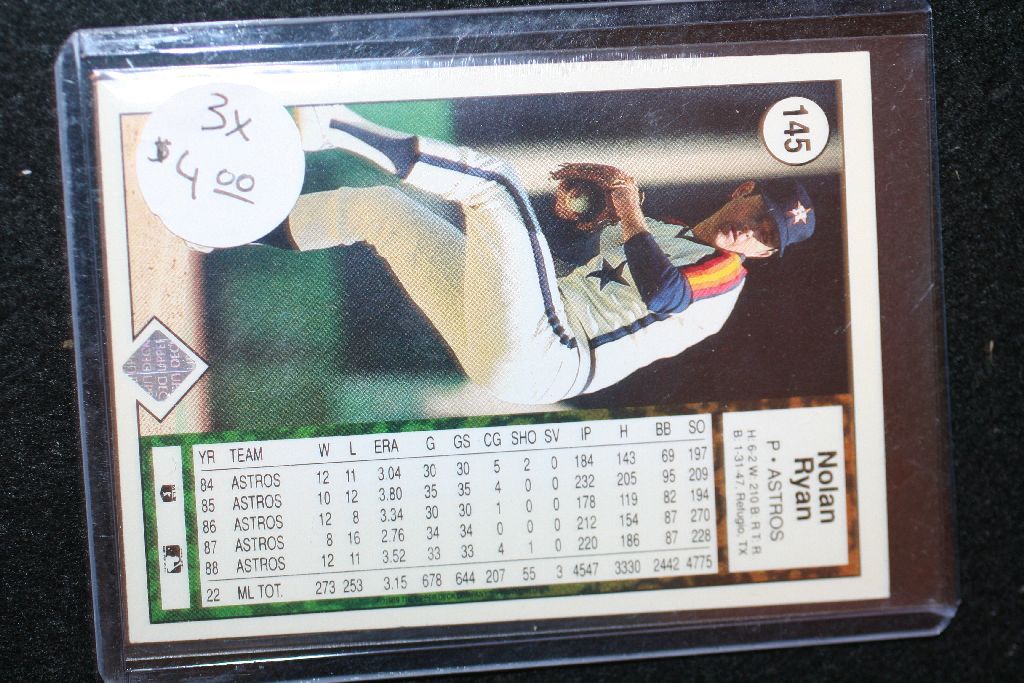 3x
$4.00
145
YR TEAM W L ERA G GS CG SHO SV IP H BB SO
84 ASTROS 12 11 3.04 30 30 5 2 0 184 143 69 197
85 ASTROS 10 12 3.80 35 35 4 0 0 232 205 95 209
86 ASTROS 12 8 3.34 30 30 1 0 0 178 119 82 194
87 ASTROS 8 16 2.76 34 34 0 0 0 212 154 87 270
88 ASTROS 12 11 3.52 33 33 4 1 0 220 186 87 228
22 ML TOT. 273 253 3.15 678 644 207 55 3 4547 3330 2442 4775
Nolan
Ryan
P • ASTROS
H: 6-2 W: 210 B: R T: R
B: 1-31-47, Refugio, TX